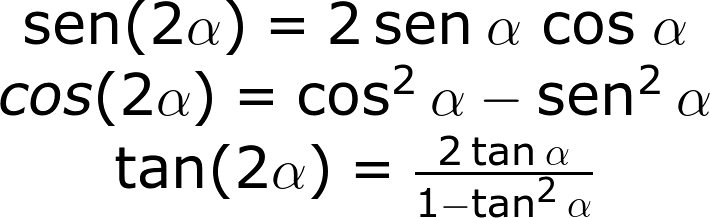 sen(2α) = 2 sen α cos α
cos(2α) = cos² α − sen² α
tan(2α) = 2 tan α / 1−tan² α